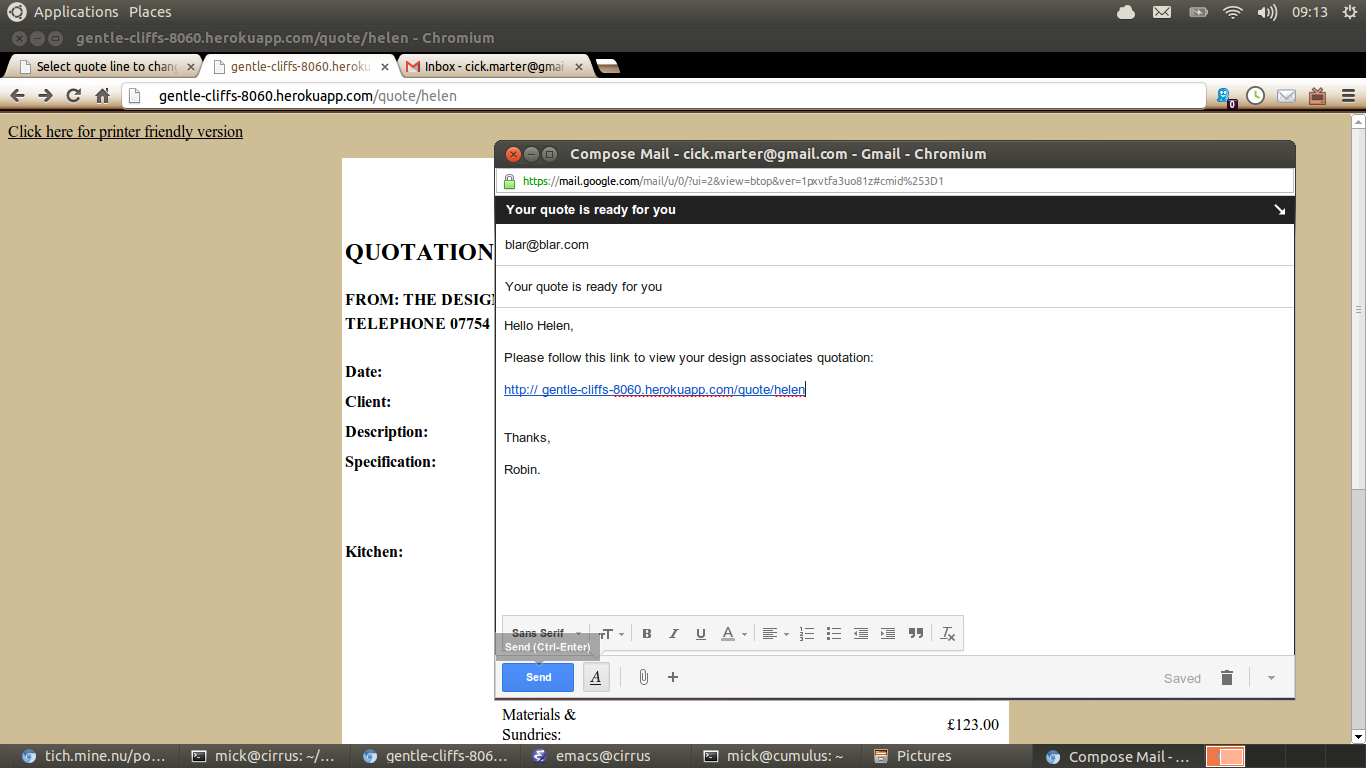 Applications Places
09:13
gentle-cliffs-8060.herokuapp.com/quote/helen - Chromium
Select quote line to chan
gentle-cliffs-8060.heroku
Inbox - cick.marter@gmai
gentle-cliffs-8060.herokuapp.com/quote/helen
0
Click here for printer friendly version
QUOTATION
FROM: THE DESIG
TELEPHONE 07754
Date:
Client:
Description:
Specification:
Kitchen:
Compose Mail - cick.marter@gmail.com - Gmail - Chromium
https://mail.google.com/mail/u/0/?ui=2&view=btop&ver=1pxvtfa3uo81z#cmid%253D1
Your quote is ready for you
blar@blar.com
Your quote is ready for you
Hello Helen,
Please follow this link to view your design associates quotation:
http:// gentle-cliffs-8060.herokuapp.com/quote/helen
Thanks,
Robin.
Sans Serif
Send (Ctrl-Enter)
Send
Saved
Materials &
Sundries:
£123.00
tich.mine.nu/po...
mick@cirrus: ~/...
gentle-cliffs-806...
emacs@cirrus
mick@cumulus: ~
Pictures
Compose Mail - ...